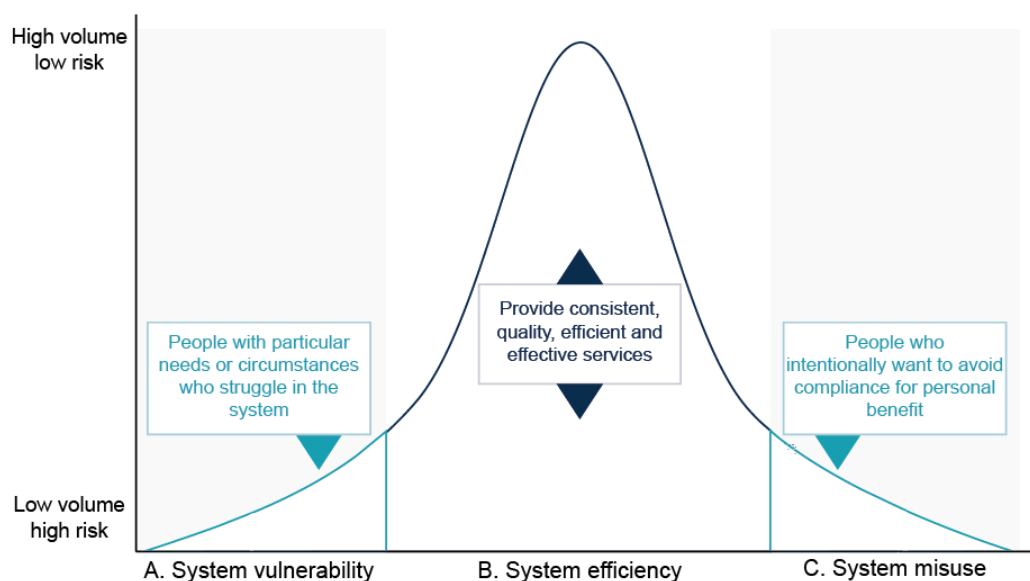 High volume
low risk
Provide consistent,
quality, efficient and
effective services
People with particular
needs or circumstances
who struggle in the
system
People who
intentionally want to avoid
compliance for personal
benefit
Low volume
high risk
A. System vulnerability
B. System efficiency
C. System misuse